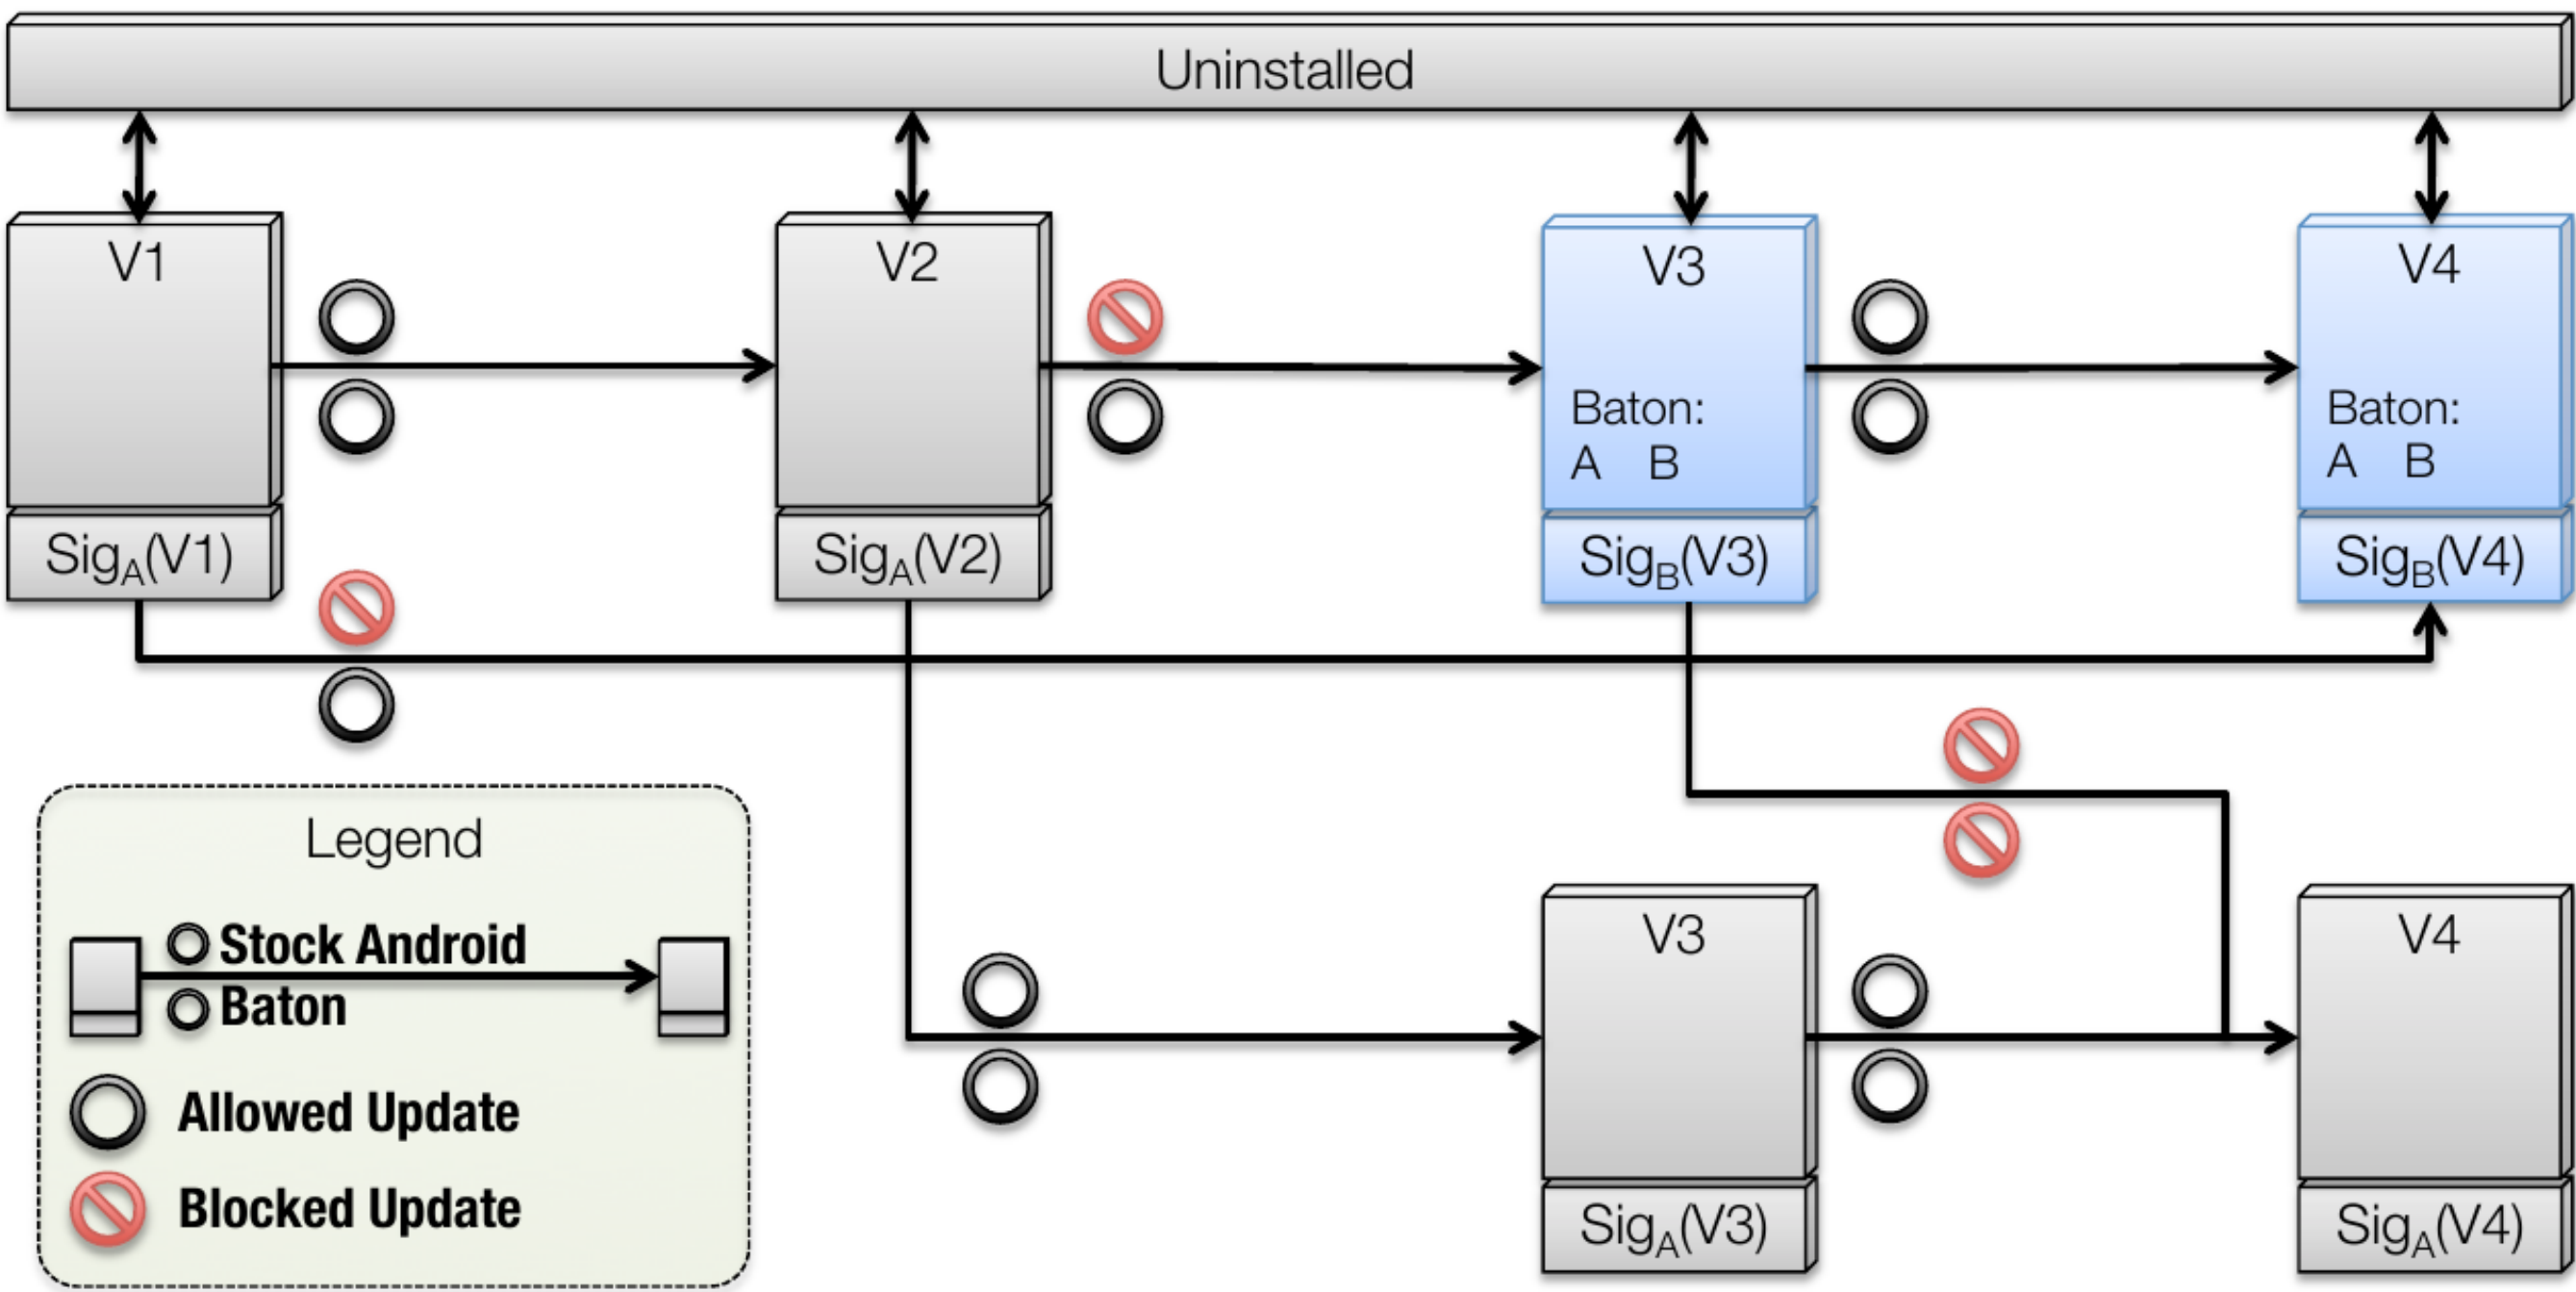 Uninstalled
V1
V2
V3
V4
Baton:
A B
Baton:
A B
SigA(V1)
SigA(V2)
SigB(V3)
SigB(V4)
Legend
Stock Android
Baton
Allowed Update
Blocked Update
V3
V4
SigA(V3)
SigA(V4)